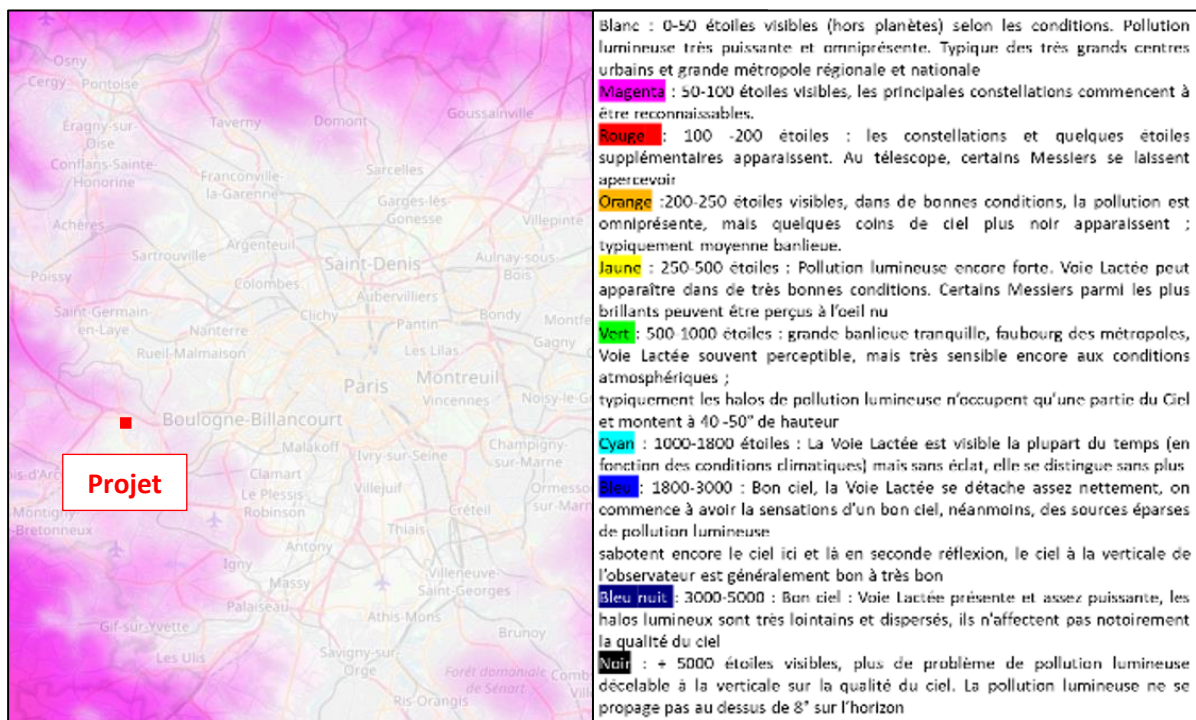 Osny
Cergy
Pontoise
Goussainville
Taverny
Domont
Éragny-sur-
Oise
Conflans-Sainte-
Honorine
Franconville
-la-Garenne
Sarcelles
Garges-lès-
Gonesse
Villepinte
Achères
Argenteuil
Sartrouville
Saint-Denis
Aulnay-sous-
Bois
Poissy
Colombes
Aubervilliers
Saint-Germain-
en-Laye
Nanterre
Clichy
Pantin
Bondy
Montfe
Rueil-Malmaison
Les Lilas
Gagny
Paris
Montreuil
Vincennes
Noisy-le-G
Boulogne-Billancourt
Malakoff
Ivry-sur-Seine
Champigny-
sur-Marne
is-d'Ar
Projet
Clamart
Le Plessis
Robinson
Villejuif
Ormesso
sur-Mar
Montigny-
Bretonneux
Créteil
Thiais
Antony
Igny
Massy
Villeneuve-
Saint-Georges
Palaiseau
Athis-Mons
Gif-sur-Yvette
Brunoy
Les Ulis
Savigny-sur-
Orge
Forêt domaniale
de Sénart
Comb
Vil
Ris-Orangis
Blanc : 0-50 étoiles visibles (hors planètes) selon les conditions. Pollution
lumineuse très puissante et omniprésente. Typique des très grands centres
urbains et grande métropole régionale et nationale
Magenta : 50-100 étoiles visibles, les principales constellations commencent à
être reconnaissables.
Rouge : 100 -200 étoiles : les constellations et quelques étoiles
supplémentaires apparaissent. Au télescope, certains Messiers se laissent
apercevoir
Orange :200-250 étoiles visibles, dans de bonnes conditions, la pollution est
omniprésente, mais quelques coins de ciel plus noir apparaissent ;
typiquement moyenne banlieue.
Jaune : 250-500 étoiles : Pollution lumineuse encore forte. Voie Lactée peut
apparaître dans de très bonnes conditions. Certains Messiers parmi les plus
brillants peuvent être perçus à l'oeil nu
Vert : 500-1000 étoiles : grande banlieue tranquille, faubourg des métropoles,
Voie Lactée souvent perceptible, mais très sensible encore aux conditions
atmosphériques ;
typiquement les halos de pollution lumineuse n'occupent qu'une partie du Ciel
et montent à 40 -50° de hauteur
Cyan : 1000-1800 étoiles : La Voie Lactée est visible la plupart du temps (en
fonction des conditions climatiques) mais sans éclat, elle se distingue sans plus
Bleu : 1800-3000 : Bon ciel, la Voie Lactée se détache assez nettement, on
commence à avoir la sensations d'un bon ciel, néanmoins, des sources éparses
de pollution lumineuse
sabotent encore le ciel ici et là en seconde réflexion, le ciel à la verticale de
l'observateur est généralement bon à très bon
Bleu nuit : 3000-5000 : Bon ciel : Voie Lactée présente et assez puissante, les
halos lumineux sont très lointains et dispersés, ils n'affectent pas notoirement
la qualité du ciel
Noir : + 5000 étoiles visibles, plus de problème de pollution lumineuse
décelable à la verticale sur la qualité du ciel. La pollution lumineuse ne se
propage pas au dessus de 8° sur l'horizon